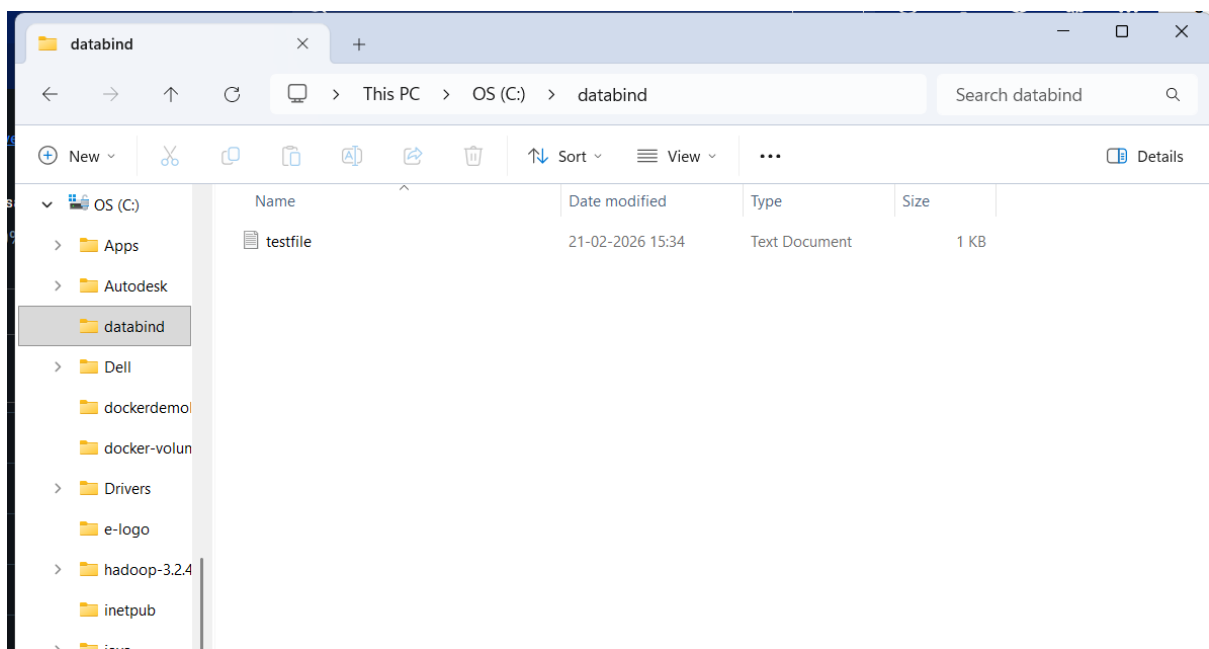 databind
This PC > OS (C:) > databind
Search databind
New
Sort
View
Details
OS (C:)
Apps
Autodesk
databind
Dell
dockerdemo
docker-volun
Drivers
e-logo
hadoop-3.2.4
inetpub
Name
Date modified
Type
Size
testfile
21-02-2026 15:34
Text Document
1 KB